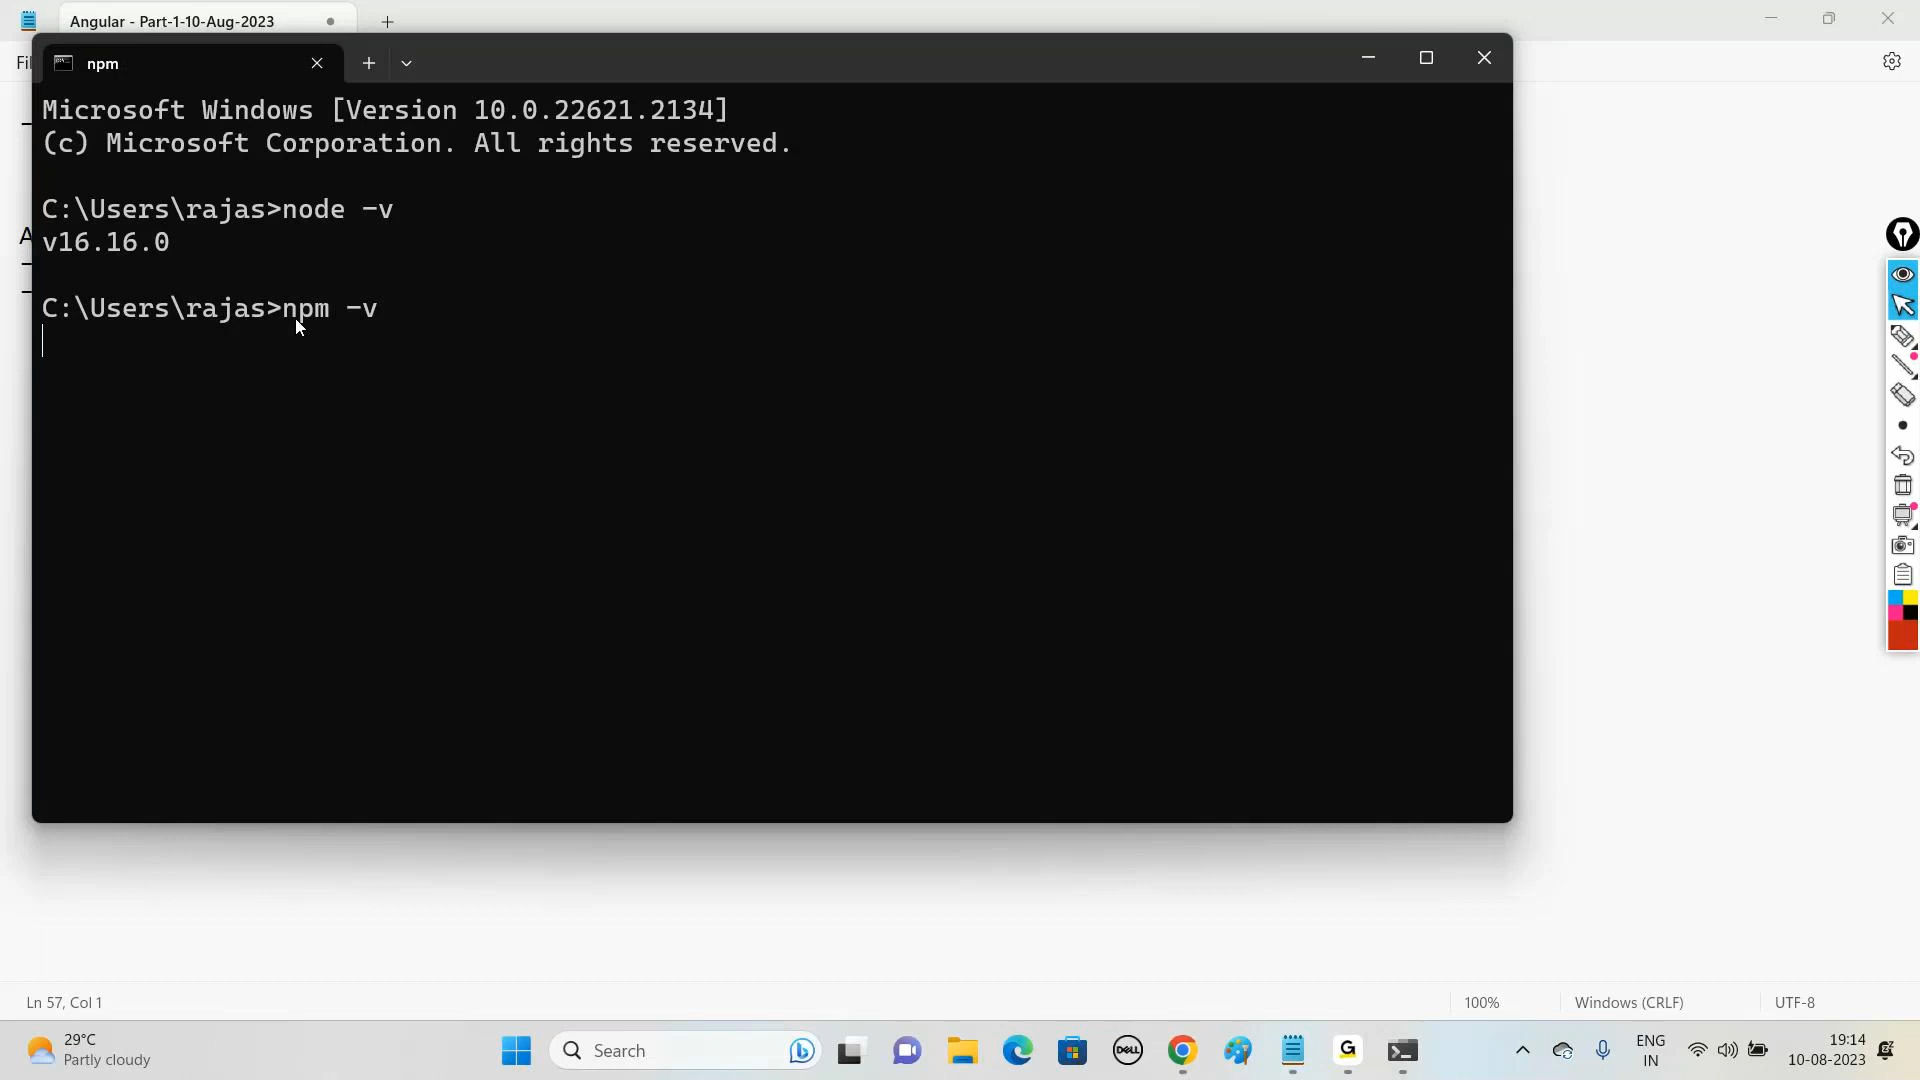 Angular - Part-1-10-Aug-2023
npm
Microsoft Windows [Version 10.0.22621.2134]
(c) Microsoft Corporation. All rights reserved.
C:\Users\rajas>node -v
v16.16.0
C:\Users\rajas>npm -v
Ln 57, Col 1
100%
Windows (CRLF)
UTF-8
29°C
Partly cloudy
Search
DELL
G
ENG
IN
19:14
10-08-2023